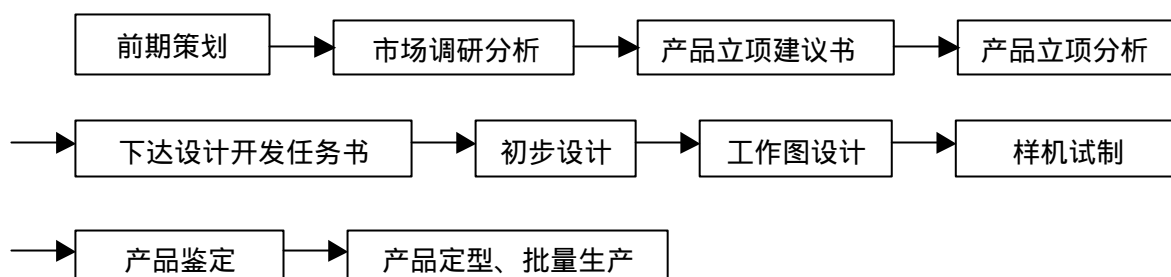 前期策划 市场调研分析 产品立项建议书 产品立项分析
下达设计开发任务书 初步设计 工作图设计 样机试制
产品鉴定 产品定型、批量生产